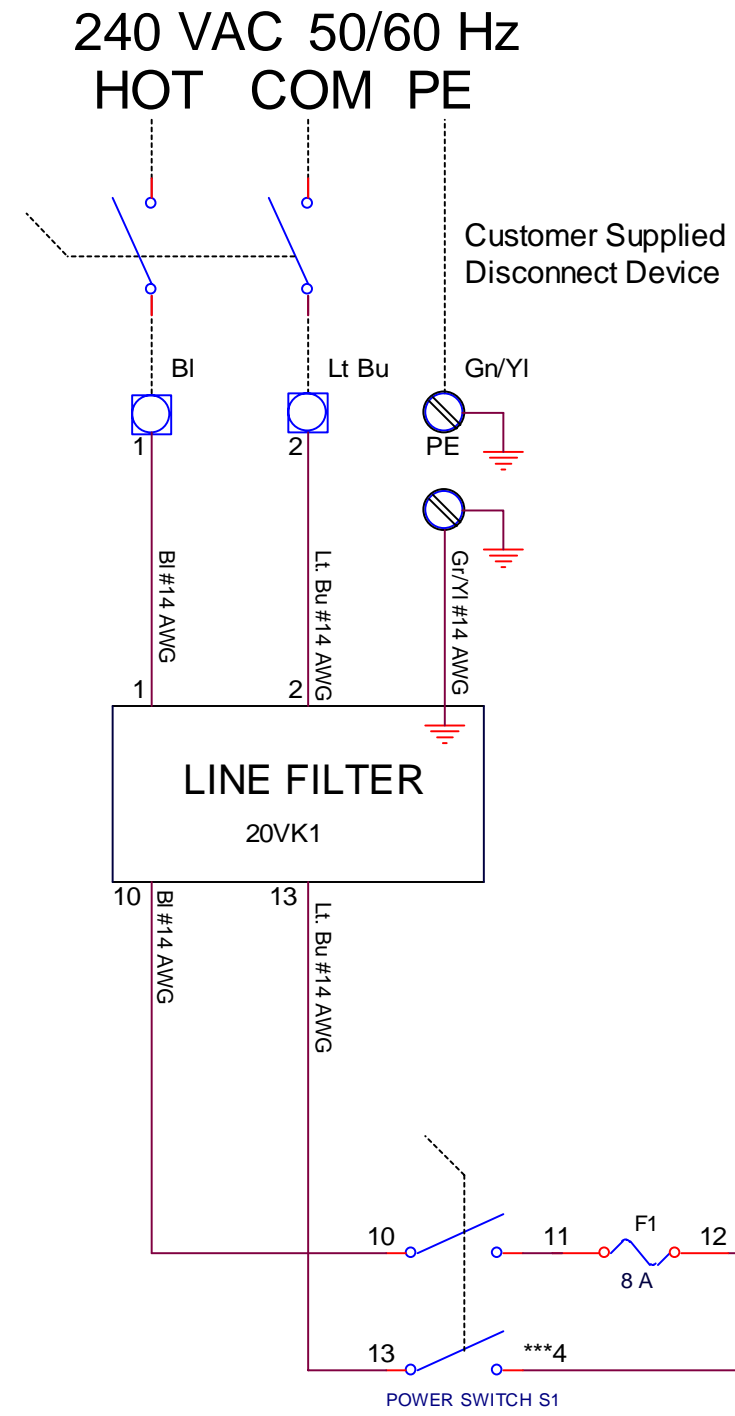 240 VAC 50/60 Hz
HOT COM PE
Customer Supplied
Disconnect Device
Bl Lt Bu Gn/Yl
1 2 PE
Bl #14 AWG
Lt. Bu #14 AWG
Gr/Yl #14 AWG
1 2
LINE FILTER
20VK1
10 13
Bl #14 AWG
Lt. Bu #14 AWG
10 11 F1 12
8 A
13 ***4
POWER SWITCH S1